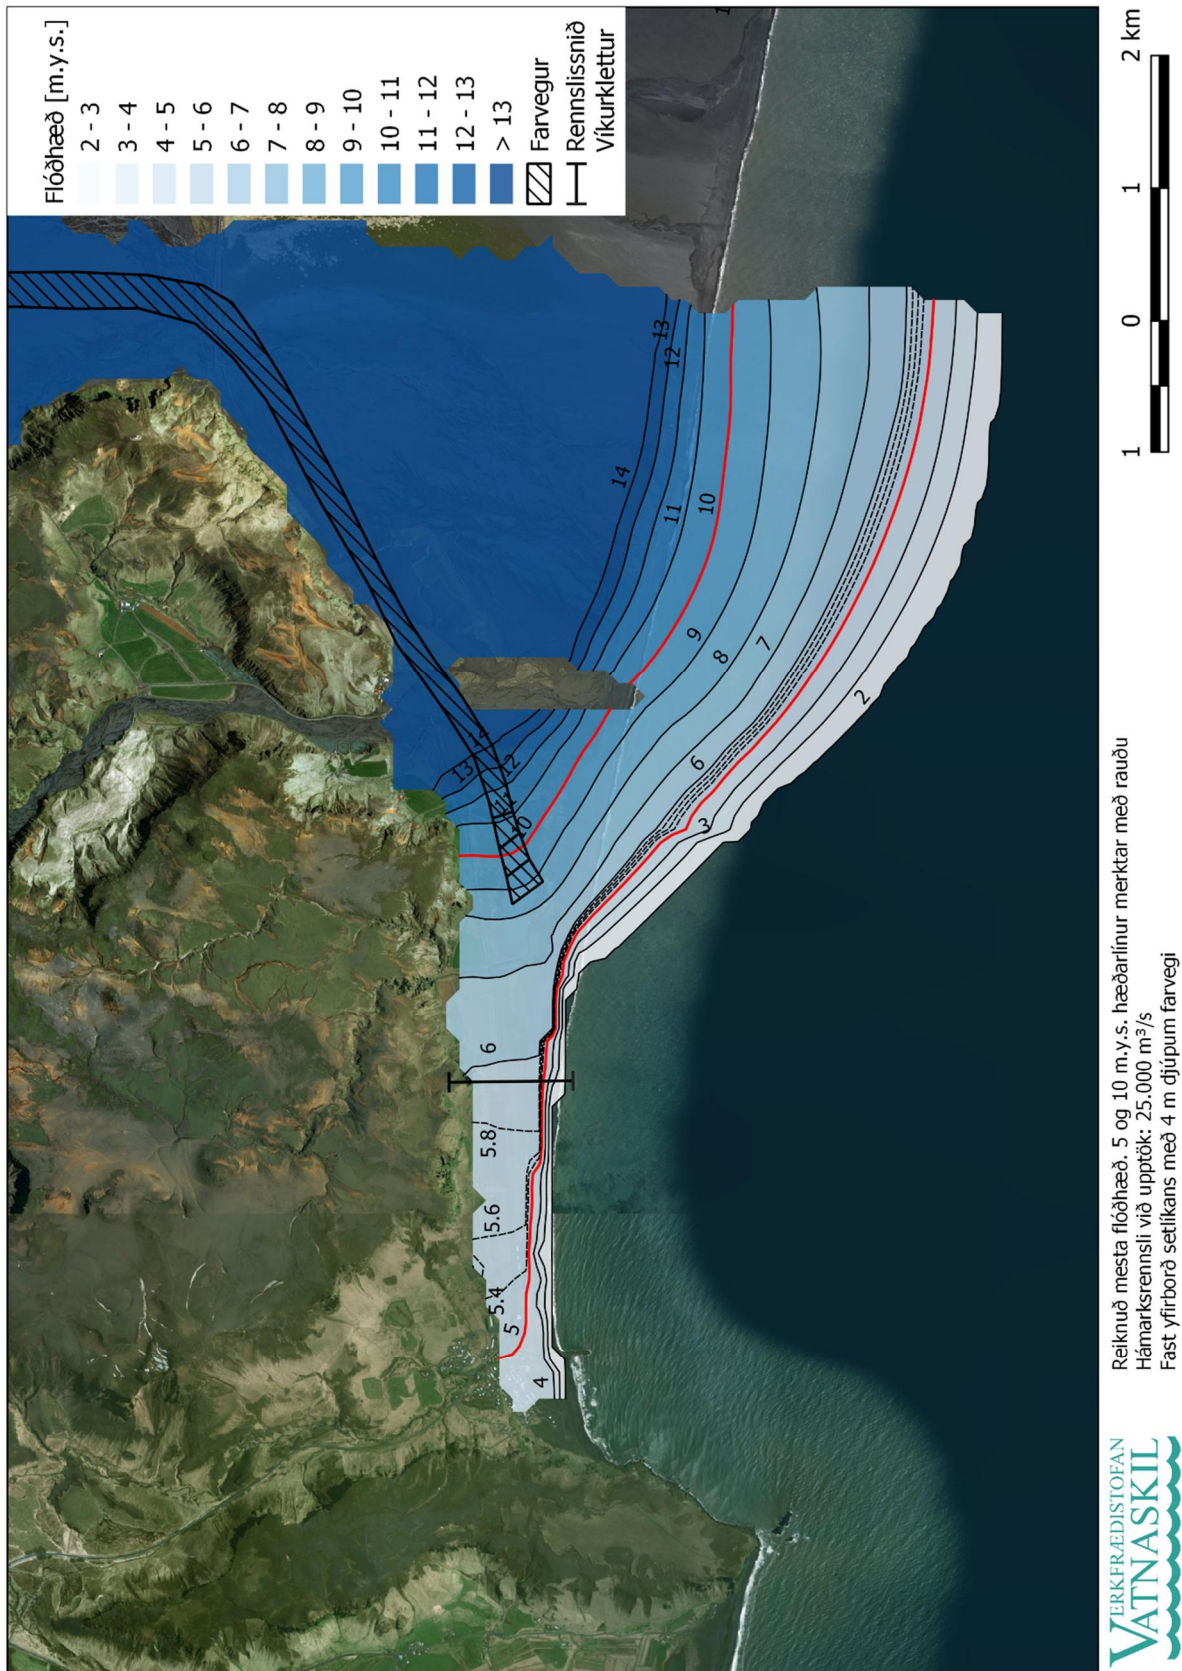 Flóðhæð [m.y.s.]
2 - 3
3 - 4
4 - 5
5 - 6
6 - 7
7 - 8
8 - 9
9 - 10
10 - 11
11 - 12
12 - 13
> 13
Farvegur
Rennslissnið
Víkurklettur
14
13
12
11
10
9
8
7
6
3
2
14
13
12
11
10
6
5.8
5.6
5.4
5
4
1 0 1 2 km
VERKFRÆÐISTOFAN
VATNASKIL
Reiknuð mesta flóðhæð. 5 og 10 m.y.s. hæðarlínur merktar með rauðu
Hámarksrennsli við upptök: 25.000 m³/s
Fast yfirborð setlíkans með 4 m djúpum farvegi